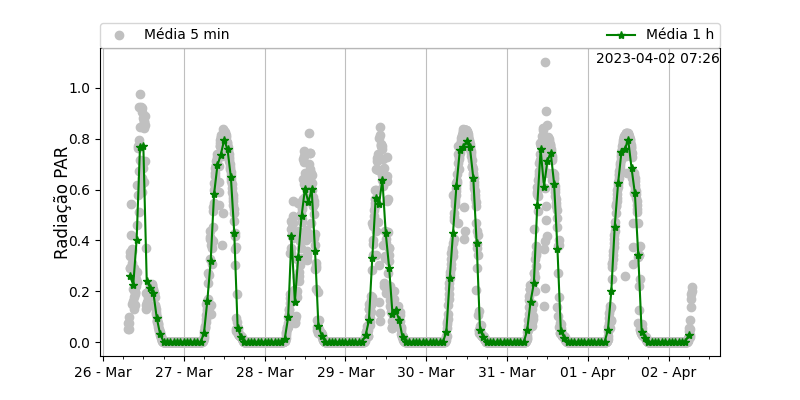 Média 5 min
Média 1 h
2023-04-02 07:26
Radiação PAR
1.0
0.8
0.6
0.4
0.2
0.0
26 - Mar 27 - Mar 28 - Mar 29 - Mar 30 - Mar 31 - Mar 01 - Apr 02 - Apr